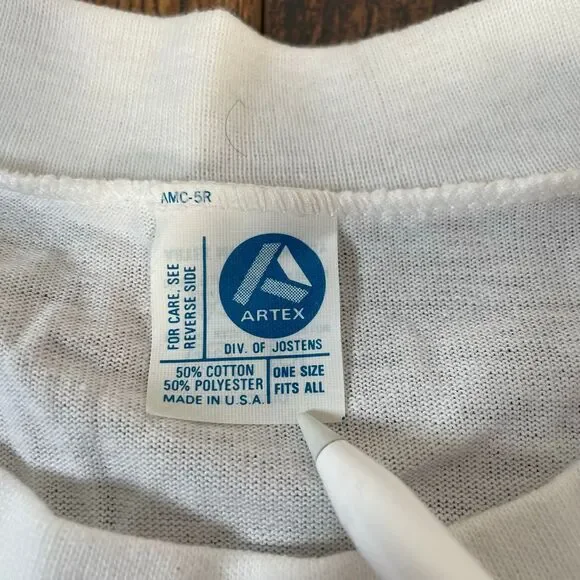 AMC-5R
FOR CARE, SEE
REVERSE SIDE
ARTEX
DIV. OF JOSTENS
50% COTTON
50% POLYESTER
MADE IN U.S.A.
ONE SIZE
FITS ALL